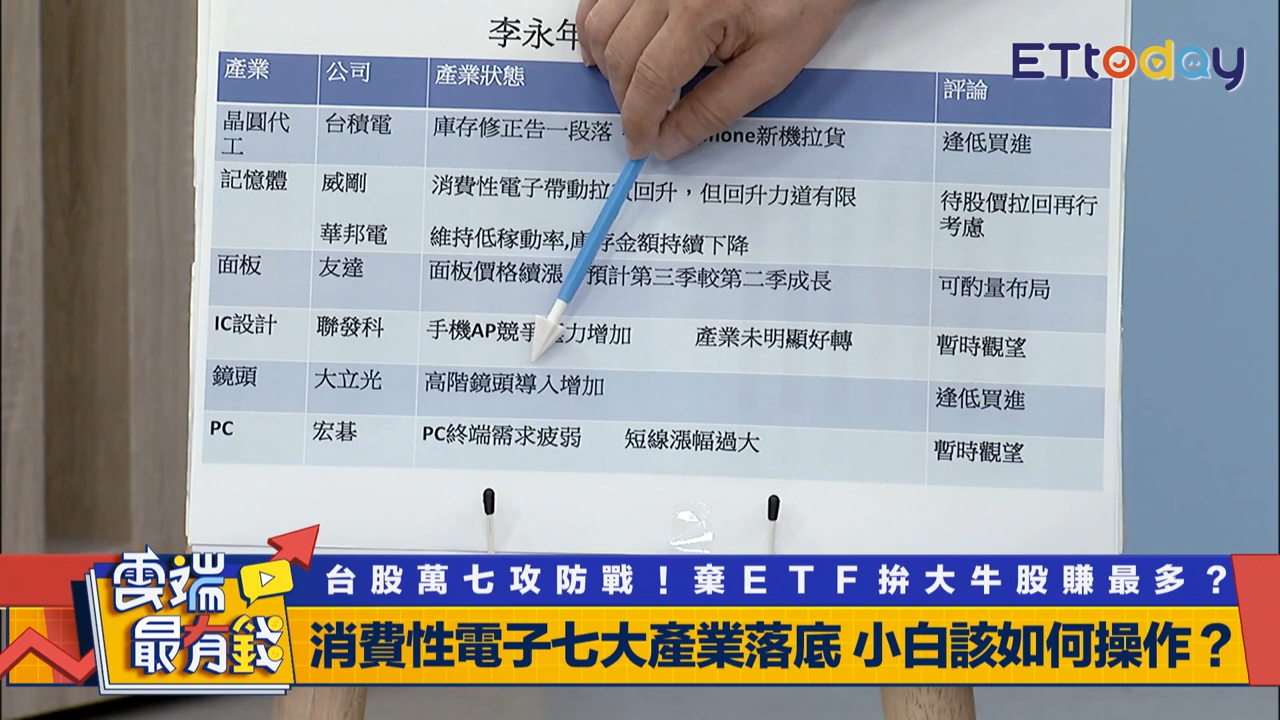 李永年
ETtoday
產業 公司 產業狀態 評論
晶圓代工 台積電 庫存修正告一段落 phone新機拉貨 逢低買進
記憶體 威剛 消費性電子帶動拉貨回升，但回升力道有限 待股價拉回再行考慮
華邦電 維持低稼動率,庫存金額持續下降
面板 友達 面板價格續漲 預計第三季較第二季成長 可酌量布局
IC設計 聯發科 手機AP競爭壓力增加 產業未明顯好轉 暫時觀望
鏡頭 大立光 高階鏡頭導入增加 逢低買進
PC 宏碁 PC終端需求疲弱 短線漲幅過大 暫時觀望
雲端最有錢
台股萬七攻防戰！棄ETF拚大牛股賺最多？
消費性電子七大產業落底 小白該如何操作？